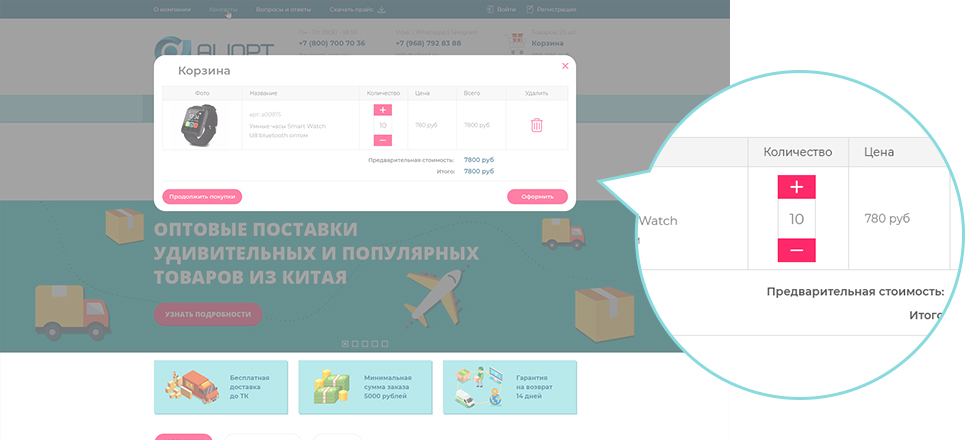 О компании Контакты Вопросы и ответы Скачать прайс Войти Регистрация
+7 (800) 700 70 36 +7 (968) 792 83 88 Корзина
Корзина
Фото Название Количество Цена Всего Удалить
арт. a00975
Умные часы Smart Watch
U8 bluetooth оптом
+
10
−
780 руб 7800 руб
Предварительная стоимость: 7800 руб
Итого: 7800 руб
Продолжить покупки Оформить
ОПТОВЫЕ ПОСТАВКИ
УДИВИТЕЛЬНЫХ И ПОПУЛЯРНЫХ
ТОВАРОВ ИЗ КИТАЯ
УЗНАТЬ ПОДРОБНОСТИ
Бесплатная
доставка
до ТК
Минимальная
сумма заказа
5000 рублей
Гарантия
на возврат
14 дней
Количество Цена
+
Watch 10 780 руб
−
Предварительная стоимость:
Итого